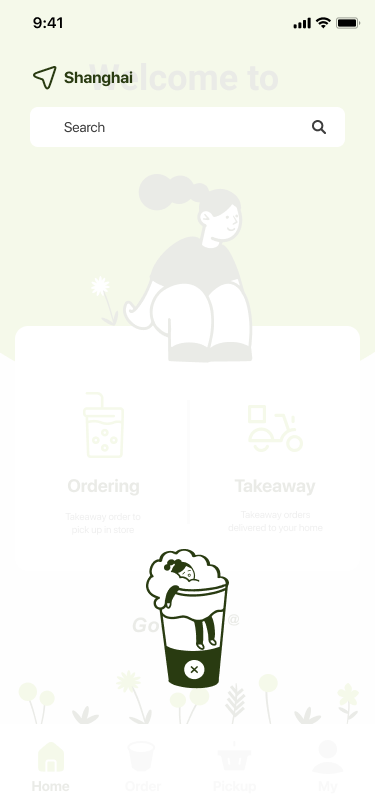 9:41
Welcome to
Shanghai
Search
Ordering
Takeaway
Takeaway order to
pick up in store
Takeaway orders
delivered to your home
Go
@
Home
Order
Pickup
My